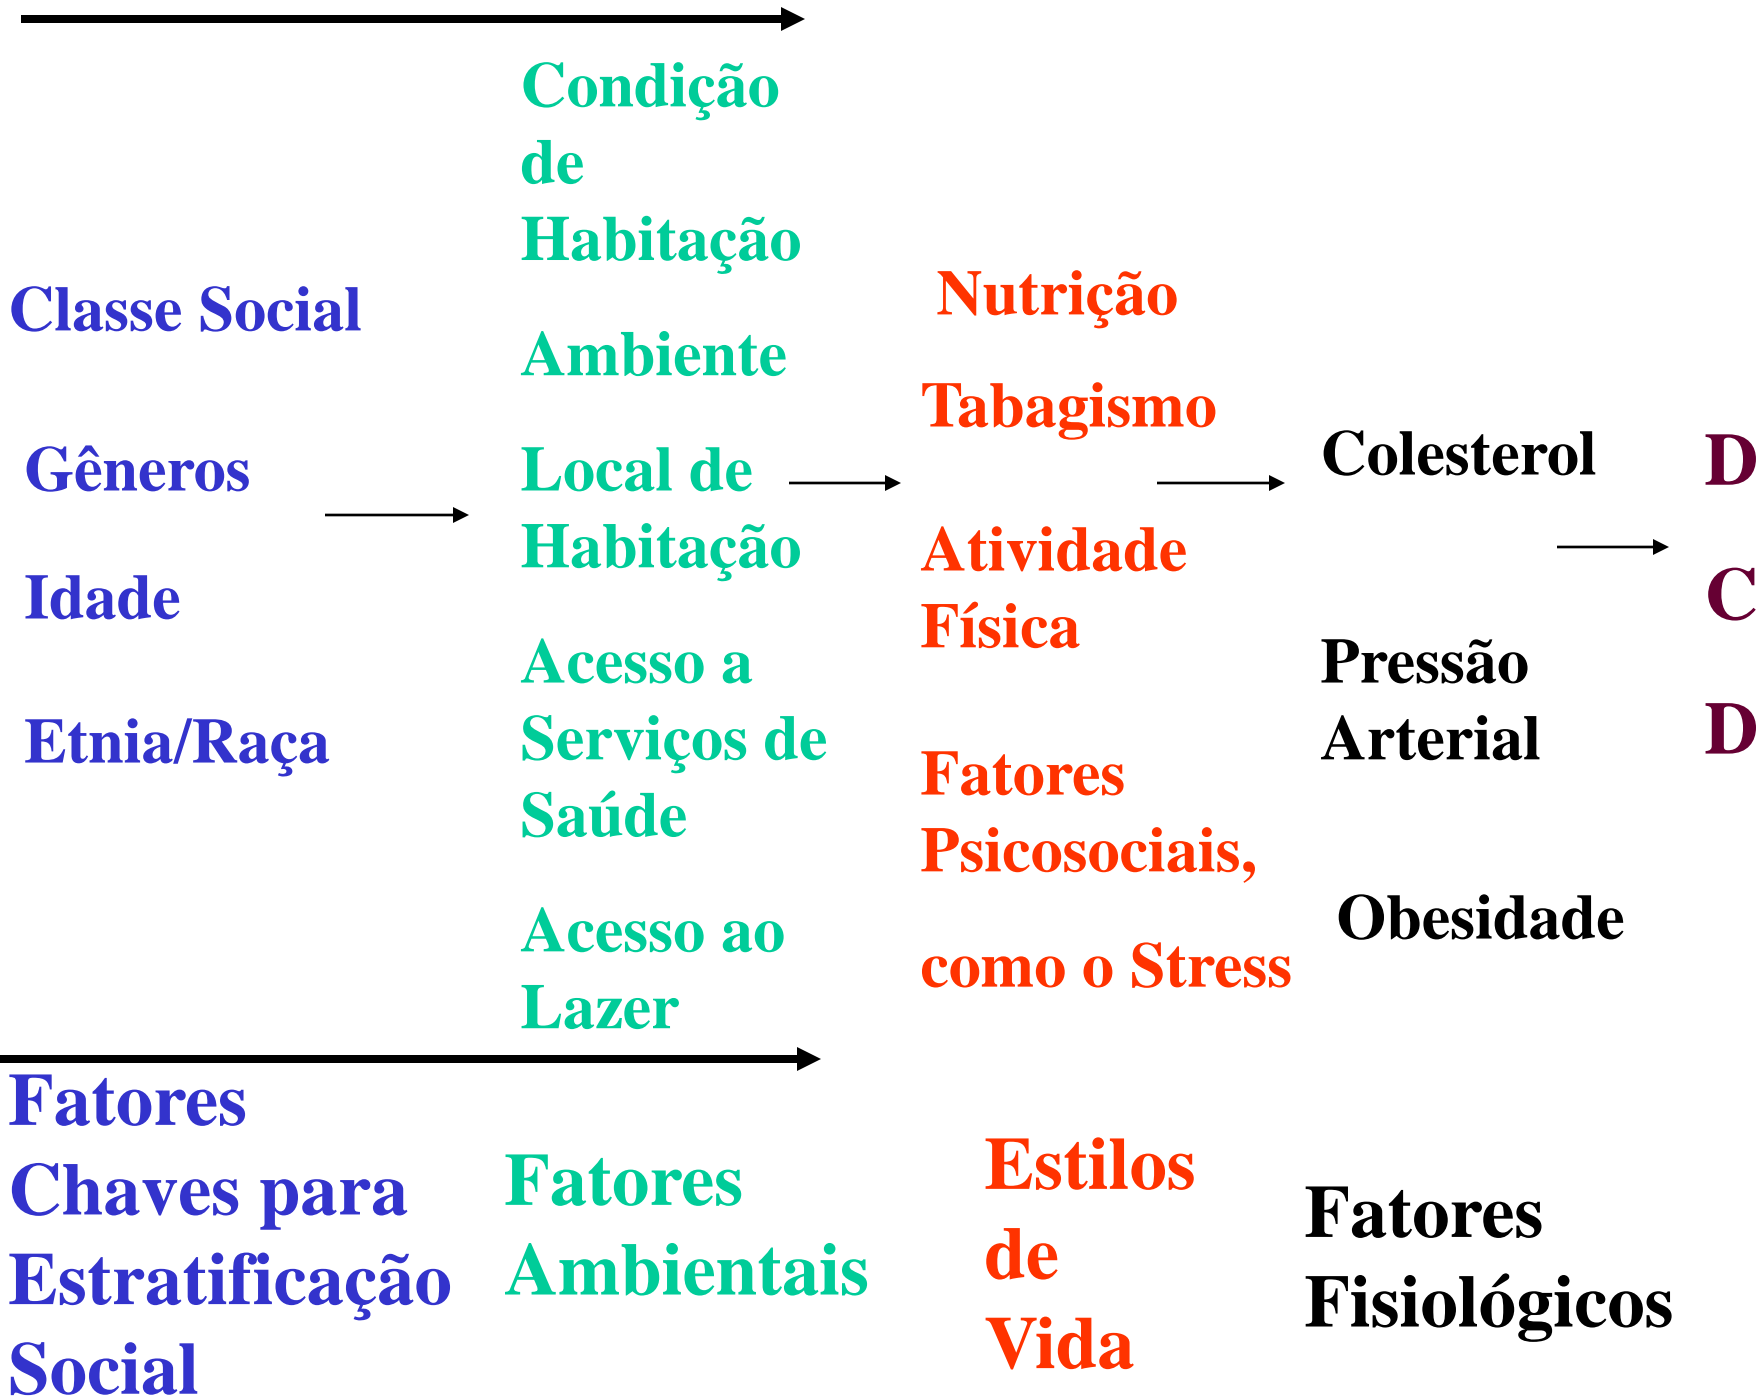 Classe Social
Gêneros
Idade
Etnia/Raça
Condição
de
Habitação
Ambiente
Local de
Habitação
Acesso a
Serviços de
Saúde
Acesso ao
Lazer
Nutrição
Tabagismo
Atividade
Física
Fatores
Psicosociais,
como o Stress
Colesterol
Pressão
Arterial
Obesidade
D
C
D
Fatores
Chaves para
Estratificação
Social
Fatores
Ambientais
Estilos
de
Vida
Fatores
Fisiológicos